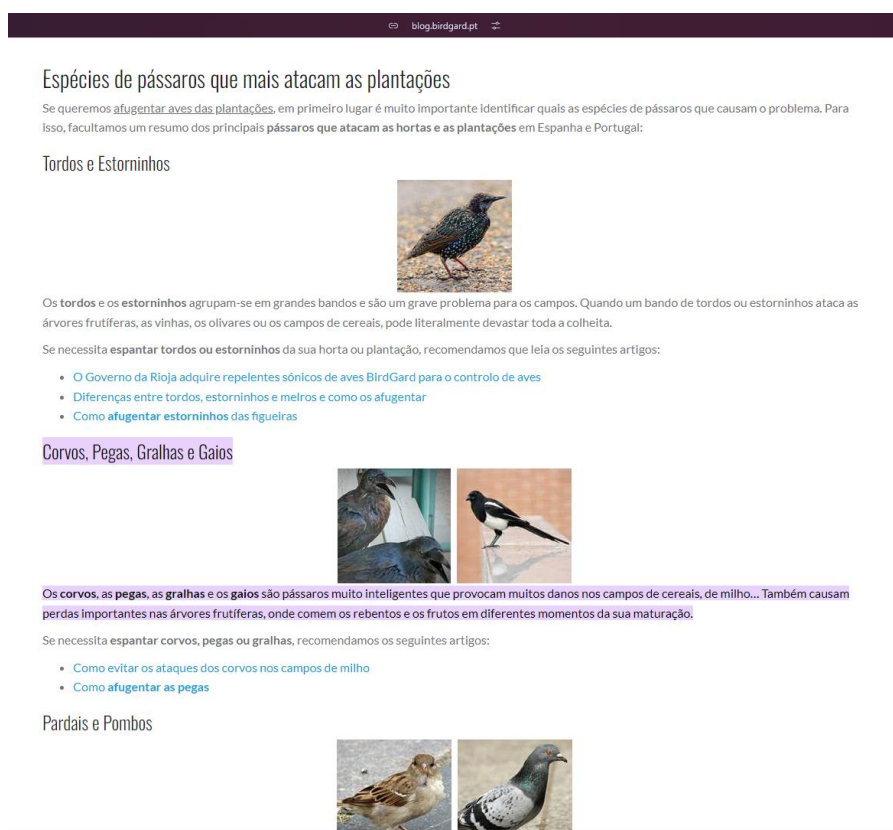 blog.birdgard.pt
Espécies de pássaros que mais atacam as plantações
Se queremos afugentar aves das plantações, em primeiro lugar é muito importante identificar quais as espécies de pássaros que causam o problema. Para
isso, facultamos um resumo dos principais pássaros que atacam as hortas e as plantações em Espanha e Portugal:
Tordos e Estorninhos
Os tordos e os estorninhos agrupam-se em grandes bandos e são um grave problema para os campos. Quando um bando de tordos ou estorninhos ataca as
árvores frutíferas, as vinhas, os olivares ou os campos de cereais, pode literalmente devastar toda a colheita.
Se necessita espantar tordos ou estorninhos da sua horta ou plantação, recomendamos que leia os seguintes artigos:
• O Governo da Rioja adquire repelentes sónicos de aves BirdGard para o controlo de aves
• Diferenças entre tordos, estorninhos e melros e como os afugentar
• Como afugentar estorninhos das figueiras
Corvos, Pegas, Gralhas e Gaios
Os corvos, as pegas, as gralhas e os gaios são pássaros muito inteligentes que provocam muitos danos nos campos de cereais, de milho... Também causam
perdas importantes nas árvores frutíferas, onde comem os rebentos e os frutos em diferentes momentos da sua maturação.
Se necessita espantar corvos, pegas ou gralhas, recomendamos os seguintes artigos:
• Como evitar os ataques dos corvos nos campos de milho
• Como afugentar as pegas
Pardais e Pombos